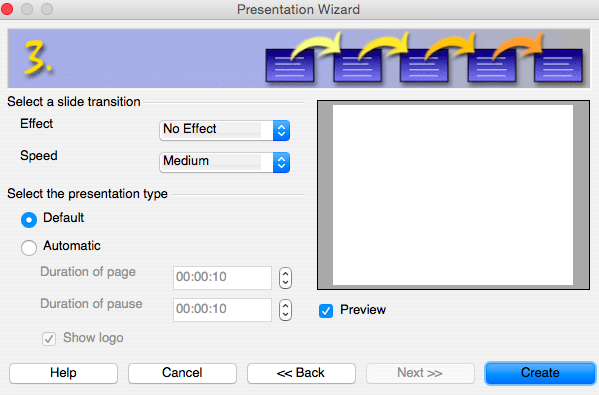 Presentation Wizard
3.
Select a slide transition
Effect No Effect
Speed Medium
Select the presentation type
Default
Automatic
Duration of page 00:00:10
Duration of pause 00:00:10
Show logo
Preview
Help Cancel << Back Next >> Create